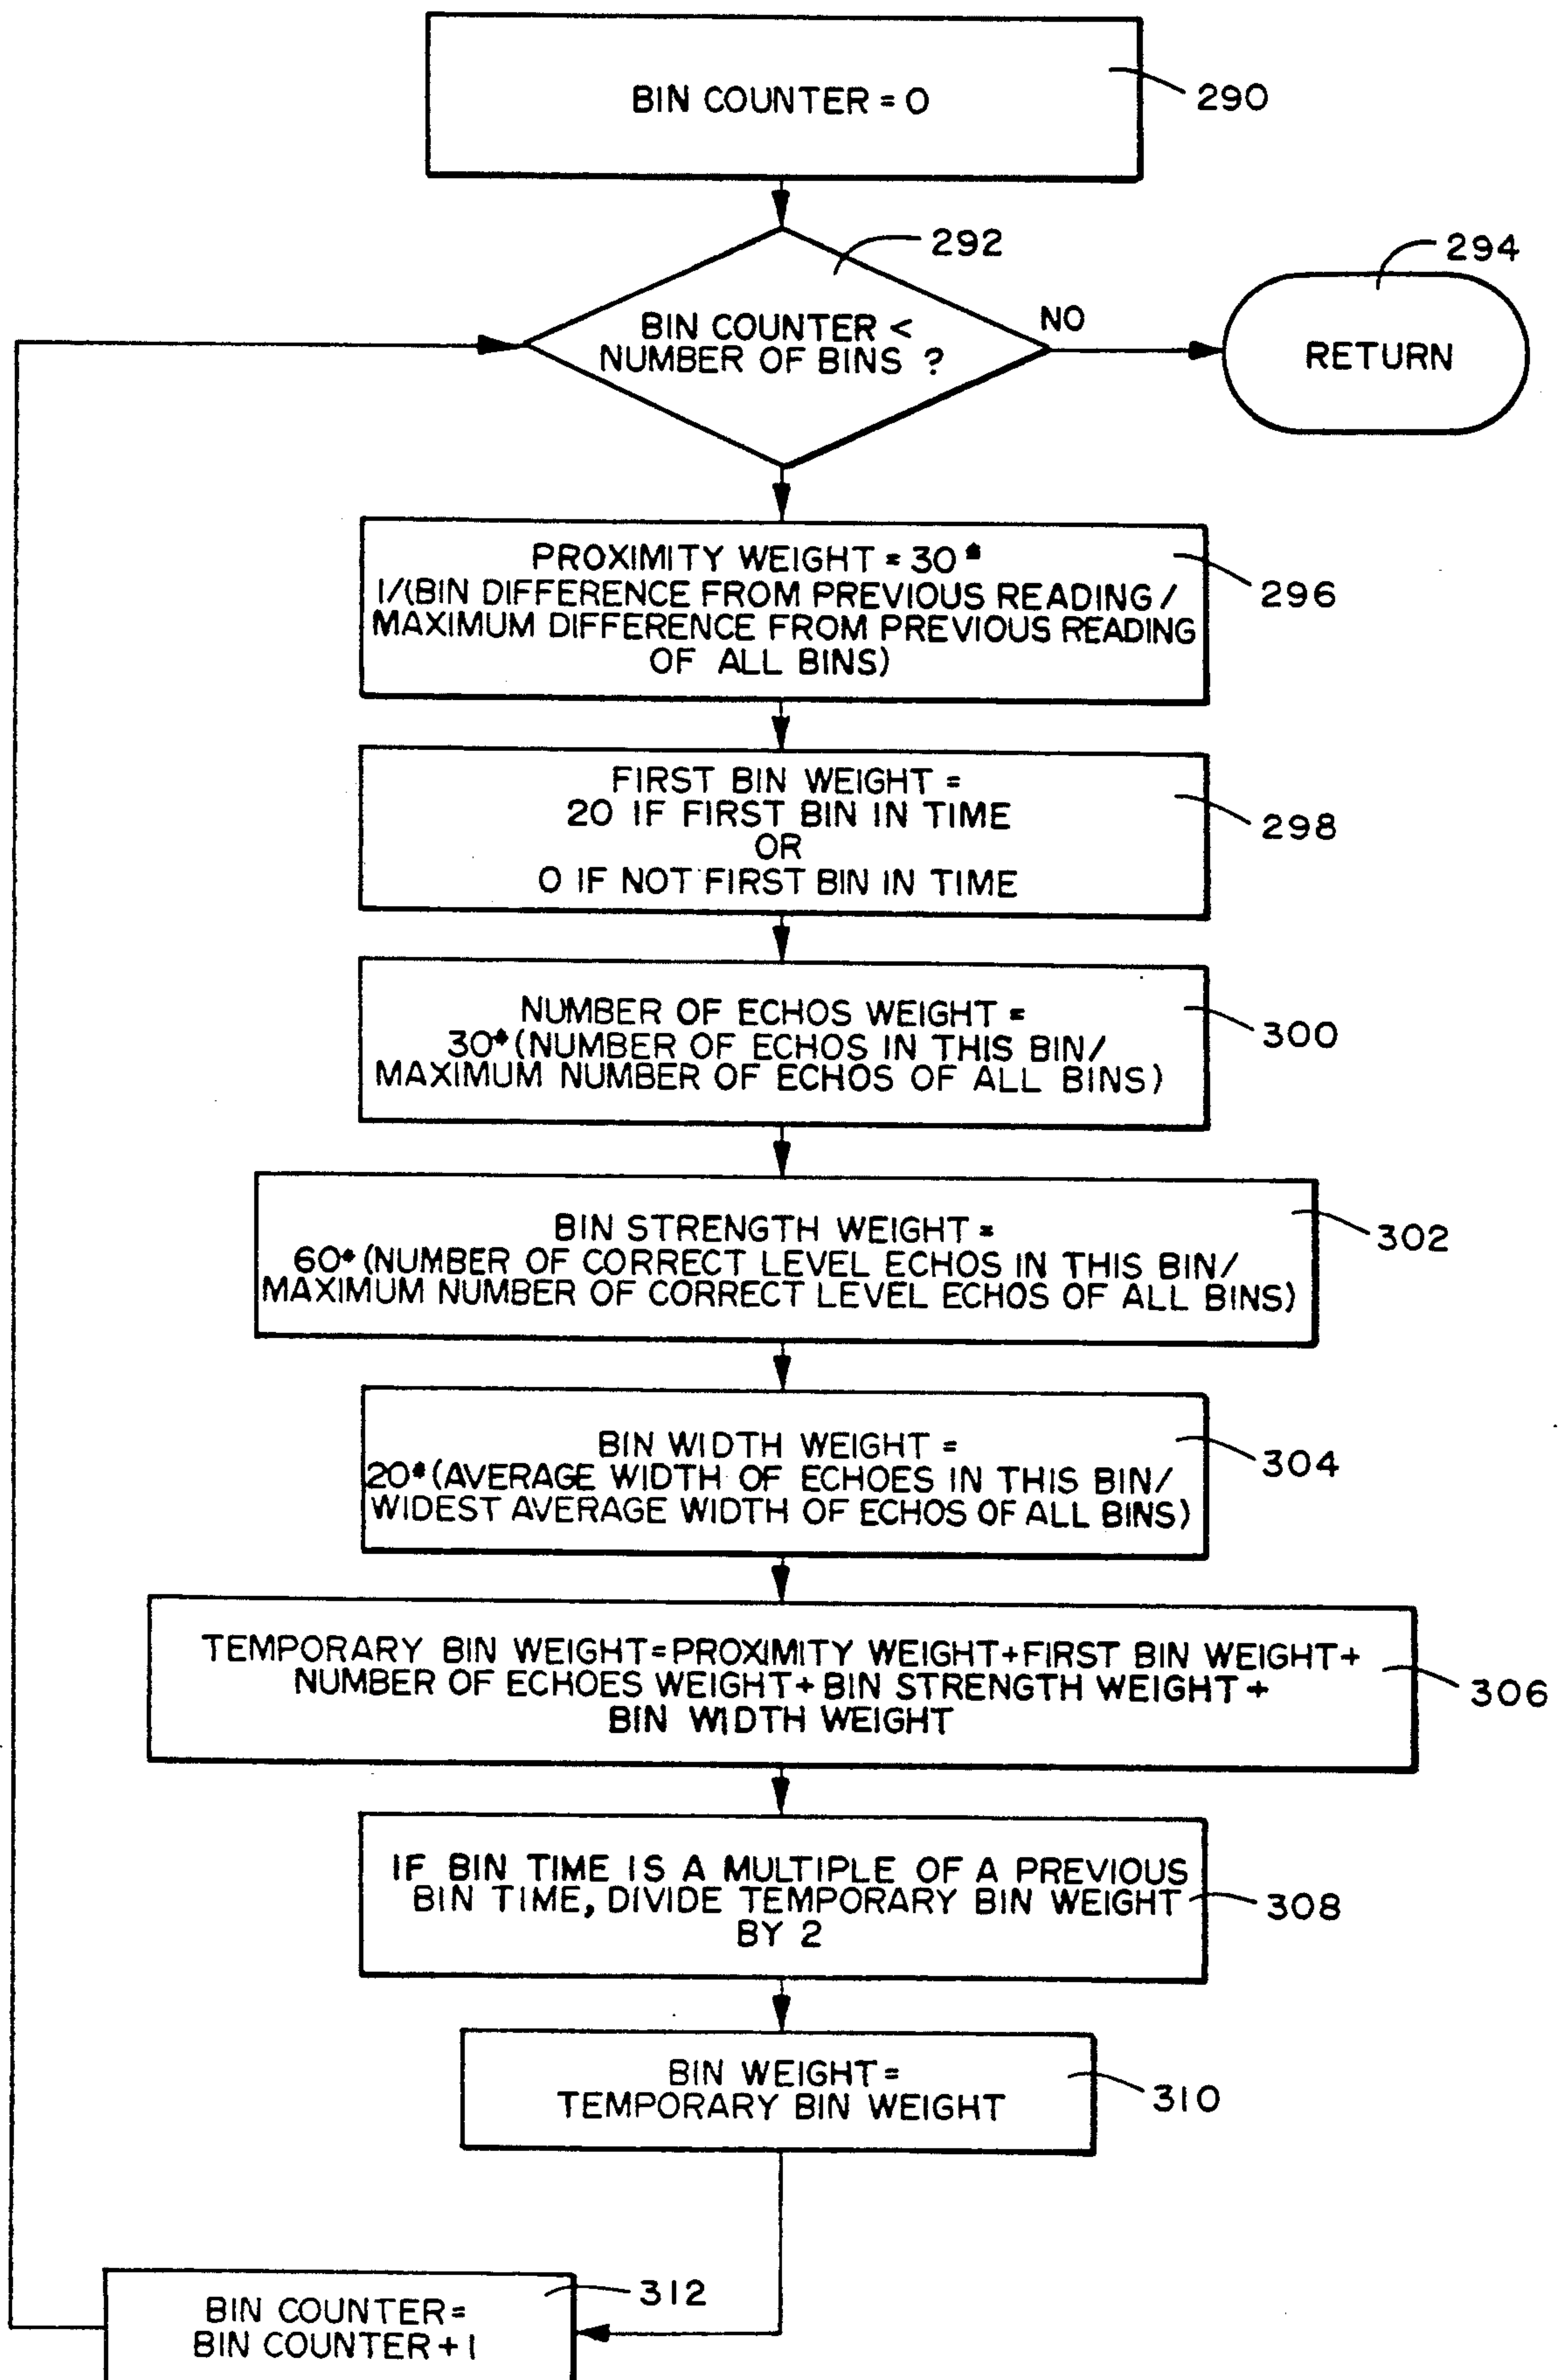 BIN COUNTER = 0
290
292
294
BIN COUNTER <
NUMBER OF BINS ?
NO
RETURN
PROXIMITY WEIGHT = 30*
1/(BIN DIFFERENCE FROM PREVIOUS READING/
MAXIMUM DIFFERENCE FROM PREVIOUS READING
OF ALL BINS)
296
FIRST BIN WEIGHT =
20 IF FIRST BIN IN TIME
OR
0 IF NOT FIRST BIN IN TIME
298
NUMBER OF ECHOS WEIGHT =
30*(NUMBER OF ECHOS IN THIS BIN/
MAXIMUM NUMBER OF ECHOS OF ALL BINS)
300
BIN STRENGTH WEIGHT =
60*(NUMBER OF CORRECT LEVEL ECHOS IN THIS BIN/
MAXIMUM NUMBER OF CORRECT LEVEL ECHOS OF ALL BINS)
302
BIN WIDTH WEIGHT =
20*(AVERAGE WIDTH OF ECHOES IN THIS BIN/
WIDEST AVERAGE WIDTH OF ECHOS OF ALL BINS)
304
TEMPORARY BIN WEIGHT=PROXIMITY WEIGHT+FIRST BIN WEIGHT+
NUMBER OF ECHOES WEIGHT+BIN STRENGTH WEIGHT+
BIN WIDTH WEIGHT
306
IF BIN TIME IS A MULTIPLE OF A PREVIOUS
BIN TIME, DIVIDE TEMPORARY BIN WEIGHT
BY 2
308
BIN WEIGHT=
TEMPORARY BIN WEIGHT
310
312
BIN COUNTER=
BIN COUNTER+1